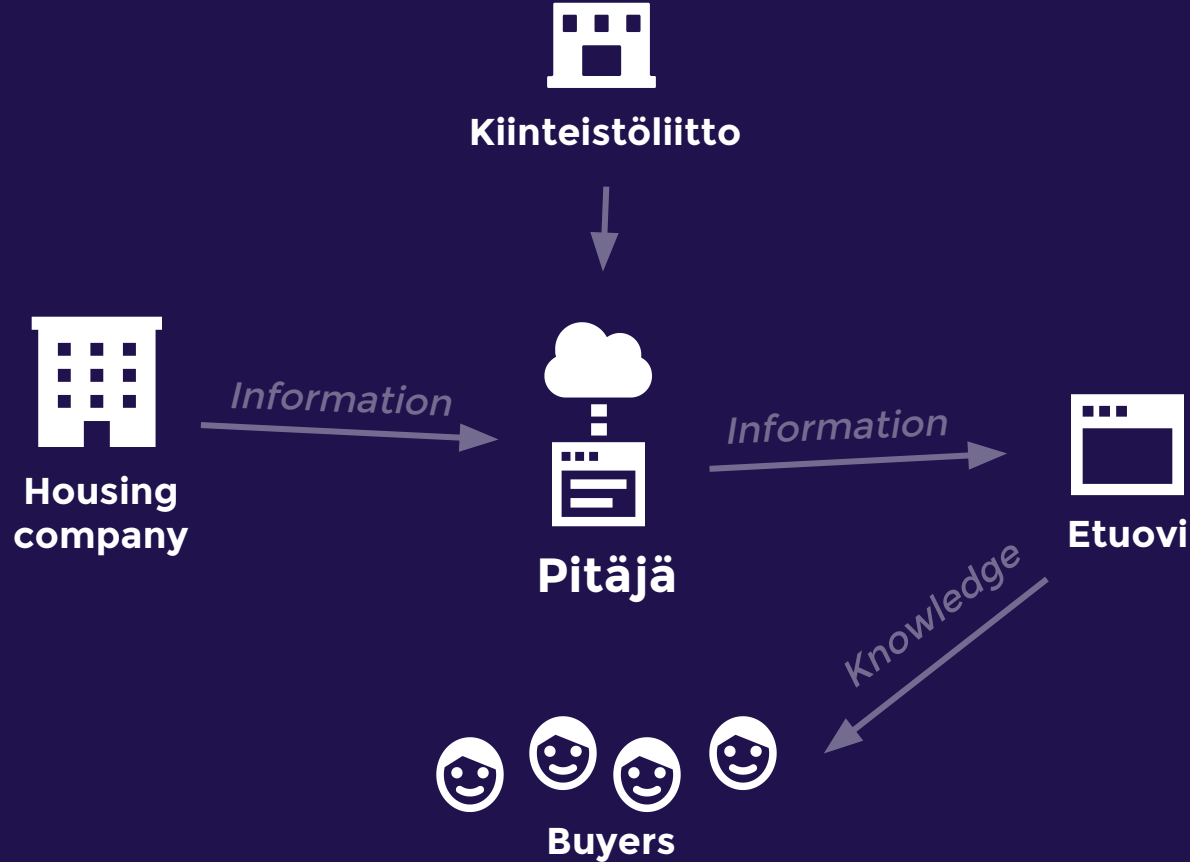 Kiinteistöliitto
Information
Information
Housing
company
Pitäjä
Etuovi
Knowledge
Buyers